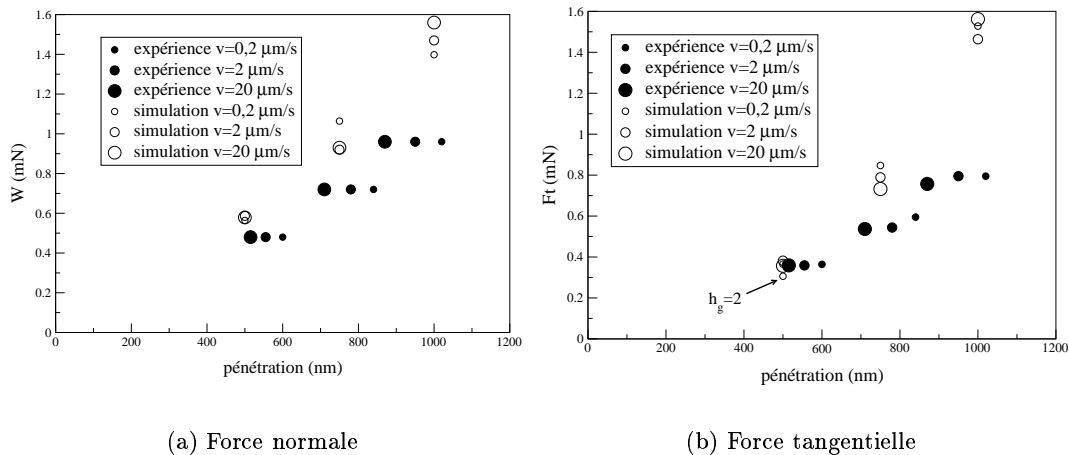 1.6
1.4
1.2
1
0.8
0.6
0.4
0.2
0
W (mN)
expérience v=0,2 μm/s
expérience v=2 μm/s
expérience v=20 μm/s
simulation v=0,2 μm/s
simulation v=2 μm/s
simulation v=20 μm/s
0 200 400 600 800 1000 1200
pénétration (nm)
(a) Force normale
1.6
1.4
1.2
1
0.8
0.6
0.4
0.2
0
Ft (mN)
expérience v=0,2 μm/s
expérience v=2 μm/s
expérience v=20 μm/s
simulation v=0,2 μm/s
simulation v=2 μm/s
simulation v=20 μm/s
h_g=2
0 200 400 600 800 1000 1200
pénétration (nm)
(b) Force tangentielle